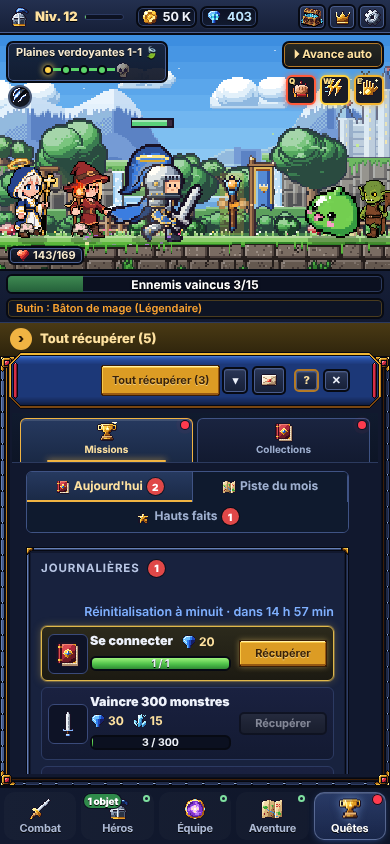 Niv. 12
50 K
403
Plaines verdoyantes 1-1
Avance auto
Q
W
E
143/169
Ennemis vaincus 3/15
Butin : Bâton de mage (Légendaire)
Tout récupérer (5)
Tout récupérer (3)
?
Missions
Collections
Aujourd'hui 2
Piste du mois
Hauts faits 1
JOURNALIÈRES 1
Réinitialisation à minuit · dans 14 h 57 min
Se connecter 20
1 / 1
Récupérer
Vaincre 300 monstres
30 15
3 / 300
Récupérer
1 objet
Combat
Héros
Équipe
Aventure
Quêtes